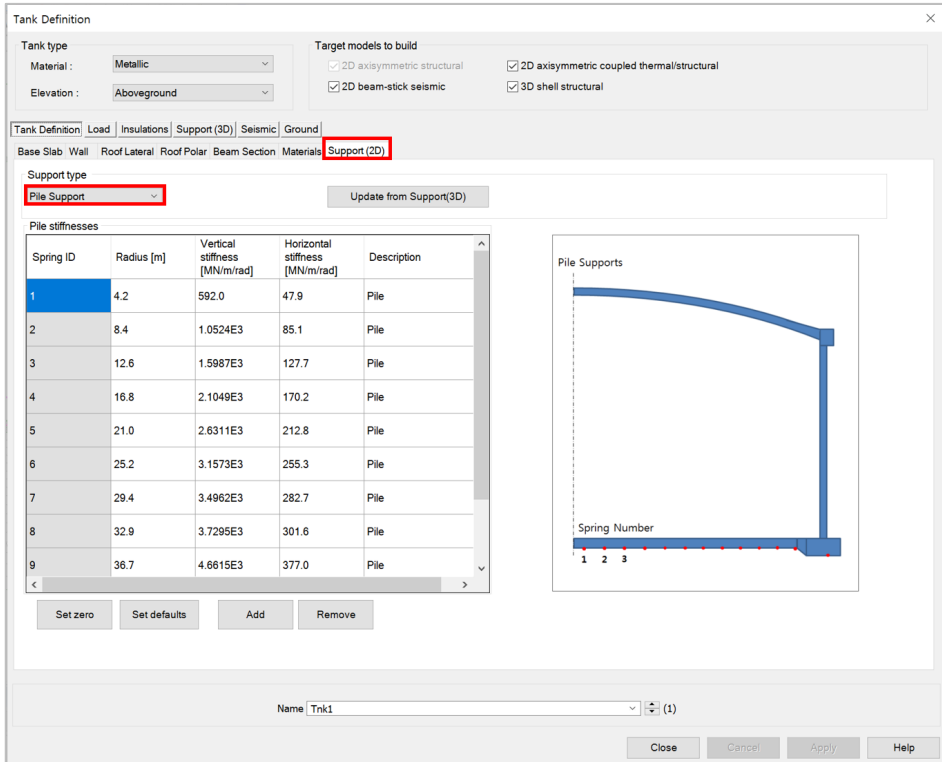 Tank Definition
Tank type
Material :
Metallic
Elevation :
Aboveground
Target models to build
2D axisymmetric structural
2D axisymmetric coupled thermal/structural
2D beam-stick seismic
3D shell structural
Tank Definition Load Insulations Support (3D) Seismic Ground
Base Slab Wall Roof Lateral Roof Polar Beam Section Materials Support (2D)
Support type
Pile Support
Update from Support(3D)
Pile stiffnesses
Spring ID
Radius [m]
Vertical
stiffness
[MN/m/rad]
Horizontal
stiffness
[MN/m/rad]
Description
1 4.2 592.0 47.9 Pile
2 8.4 1.0524E3 85.1 Pile
3 12.6 1.5987E3 127.7 Pile
4 16.8 2.1049E3 170.2 Pile
5 21.0 2.6311E3 212.8 Pile
6 25.2 3.1573E3 255.3 Pile
7 29.4 3.4962E3 282.7 Pile
8 32.9 3.7295E3 301.6 Pile
9 36.7 4.6615E3 377.0 Pile
Pile Supports
Spring Number
1 2 3
Set zero
Set defaults
Add
Remove
Name Tnk1 (1)
Close
Cancel
Apply
Help